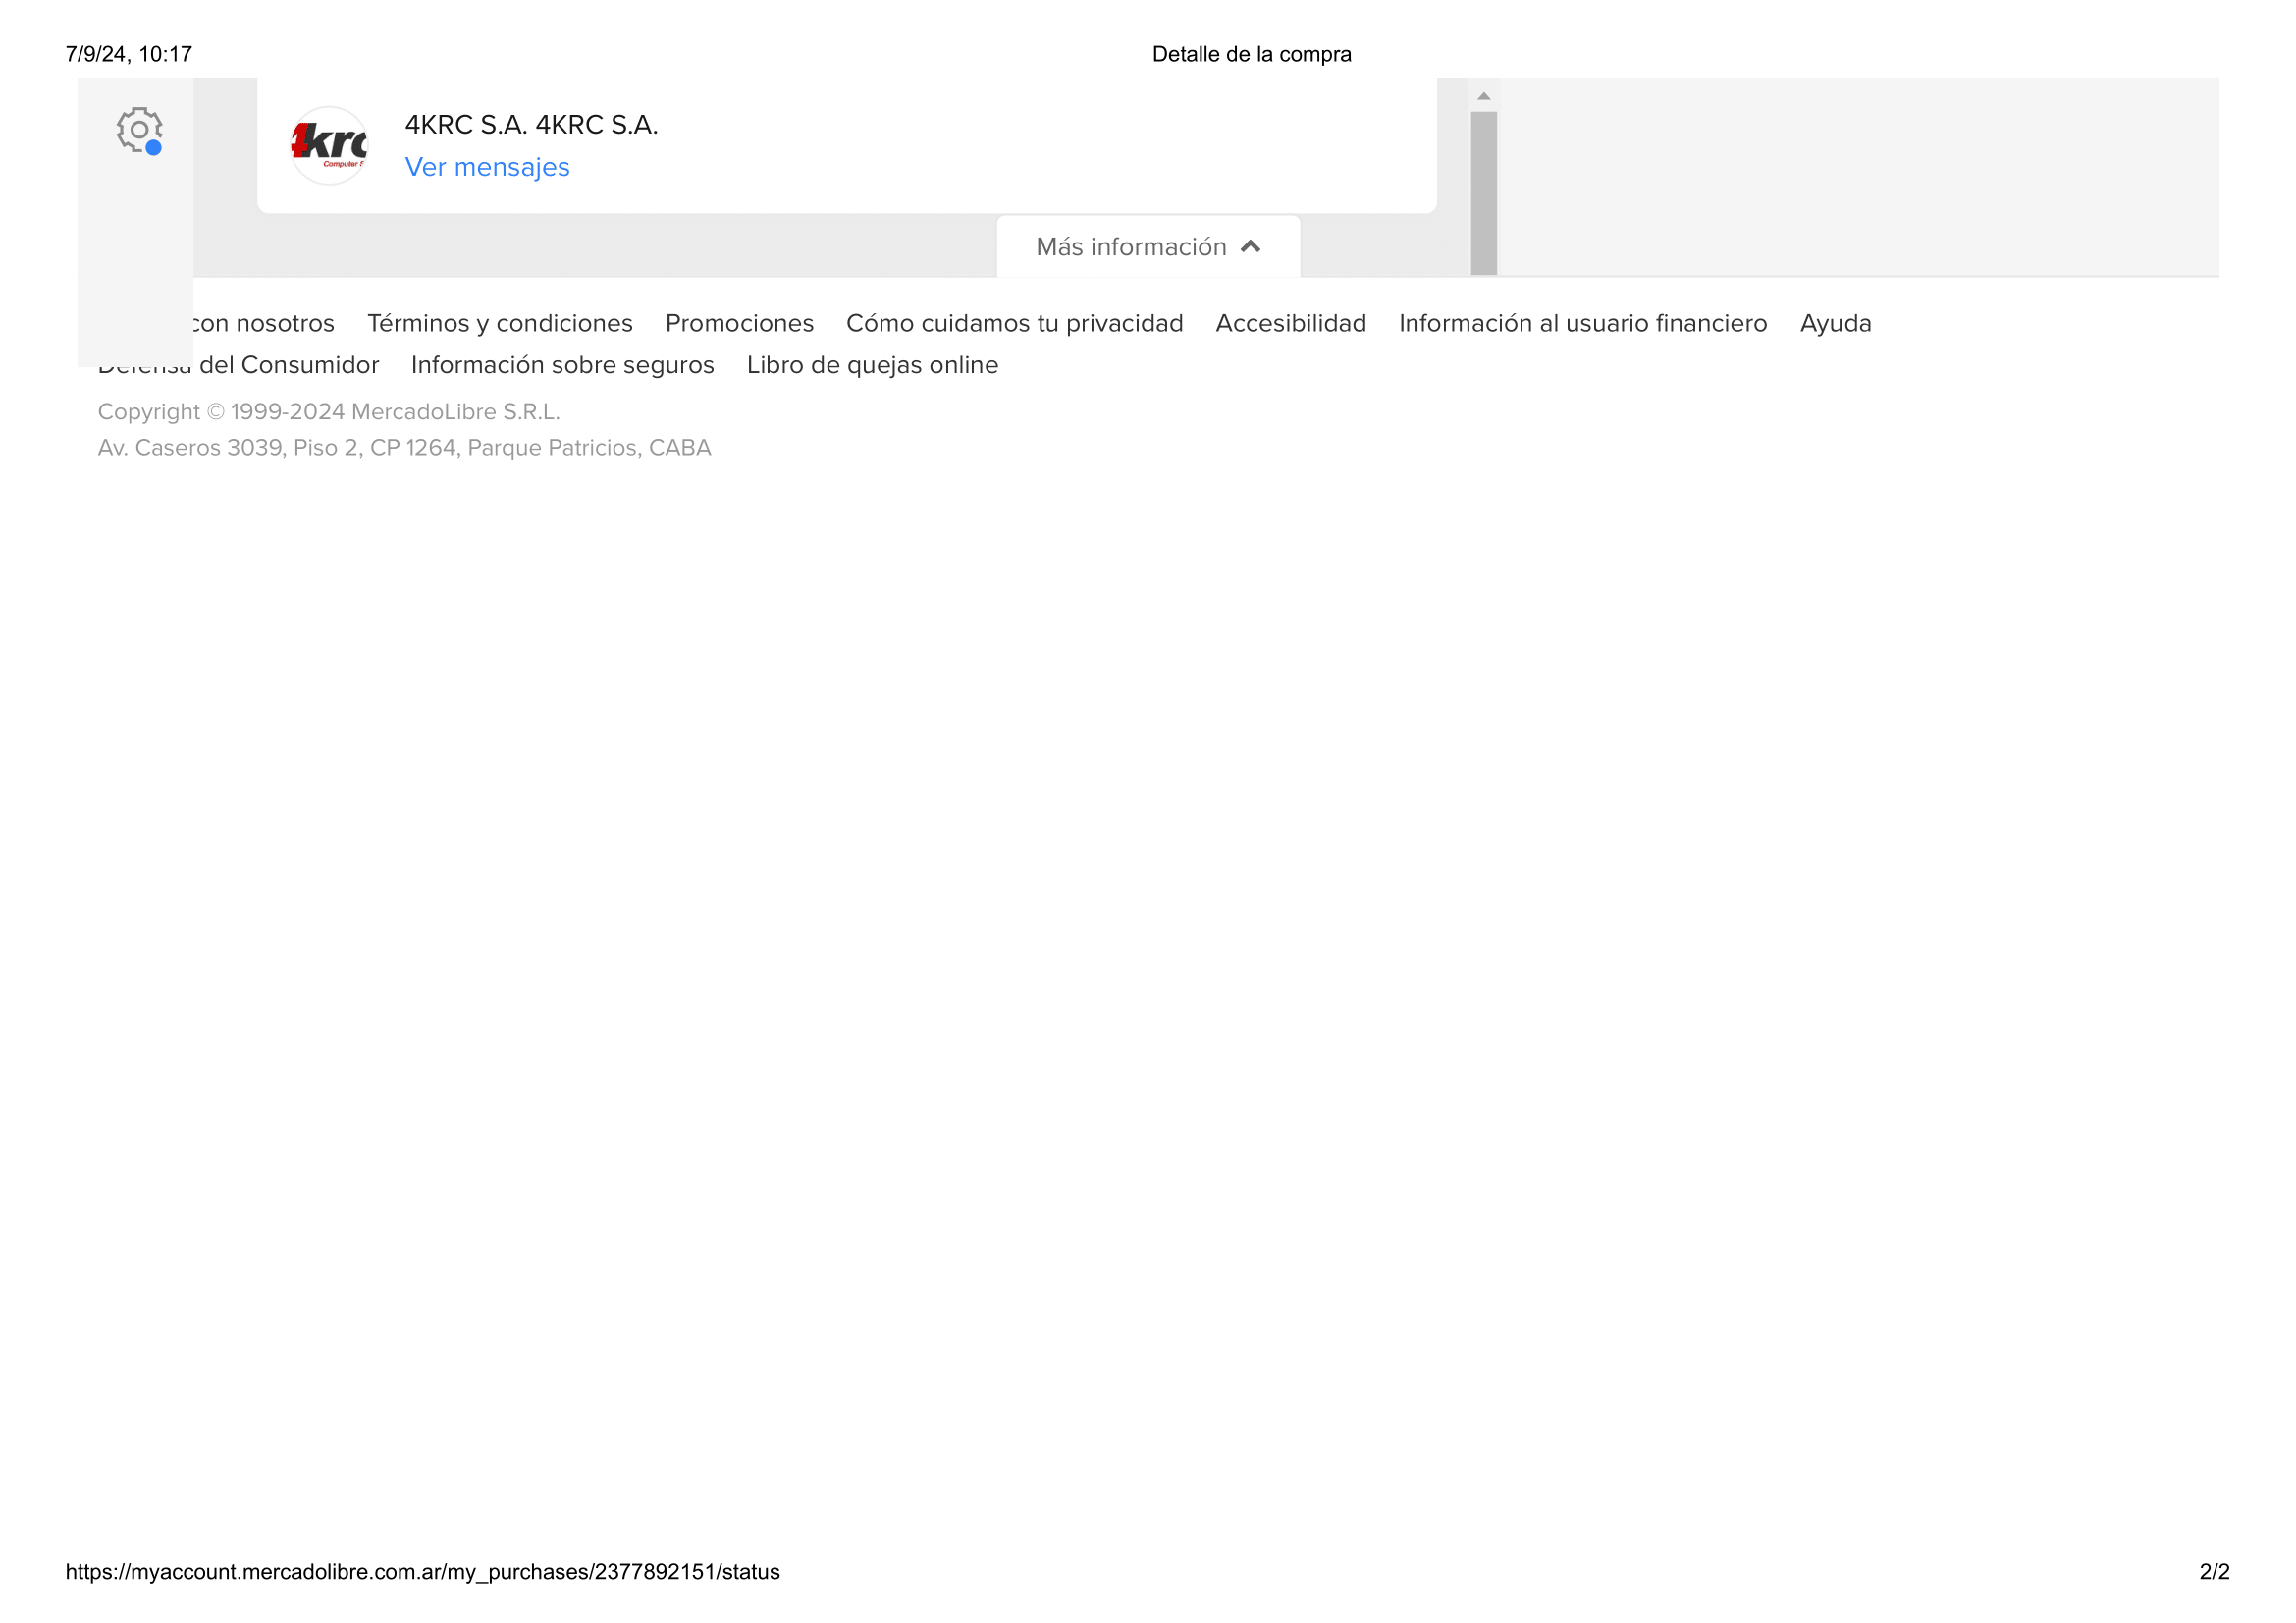 7/9/24, 10:17 Detalle de la compra
4krc
Computer
4KRC S.A. 4KRC S.A.
Ver mensajes
Más información
con nosotros Términos y condiciones Promociones Cómo cuidamos tu privacidad Accesibilidad Información al usuario financiero Ayuda
Defensa del Consumidor Información sobre seguros Libro de quejas online
Copyright © 1999-2024 MercadoLibre S.R.L.
Av. Caseros 3039, Piso 2, CP 1264, Parque Patricios, CABA
https://myaccount.mercadolibre.com.ar/my_purchases/2377892151/status 2/2